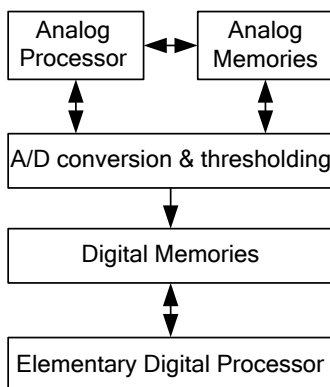 Analog
Processor
Analog
Memories
A/D conversion & thresholding
Digital Memories
Elementary Digital Processor